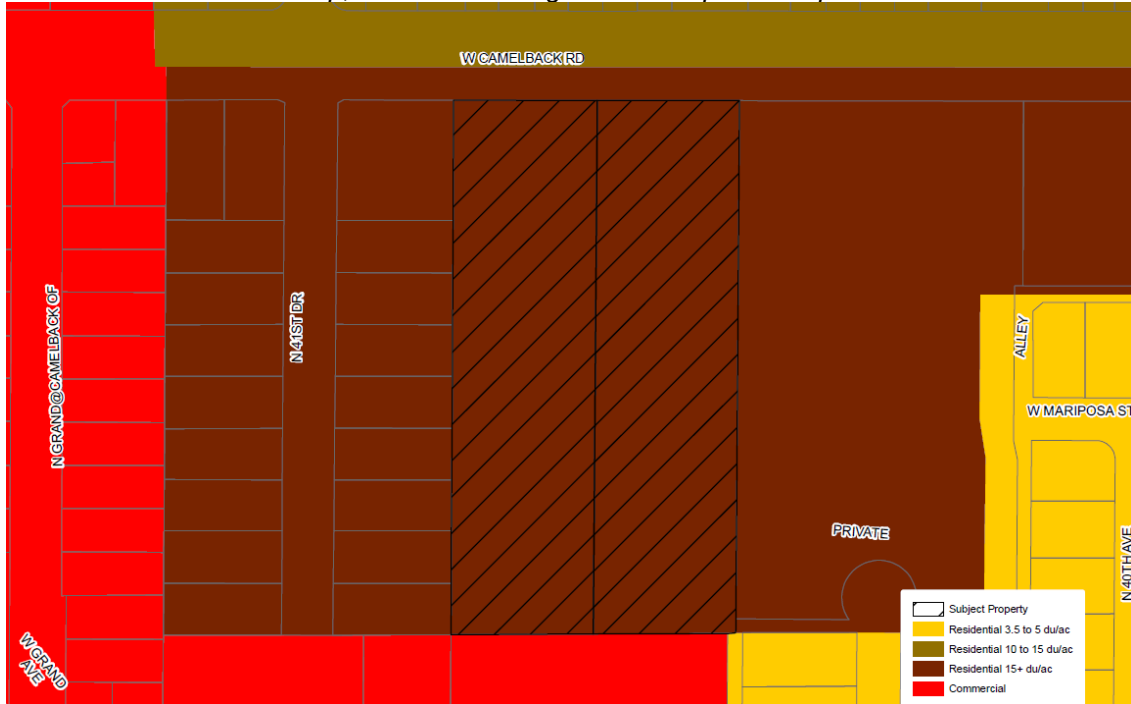 W CAMELBACK RD
N GRAND@CAMELBACK OF
N 41ST DR
ALLEY
W MARIPOSA ST
PRIVATE
N 40TH AVE
W GRAND
AVE
Subject Property
Residential 3.5 to 5 du/ac
Residential 10 to 15 du/ac
Residential 15+ du/ac
Commercial